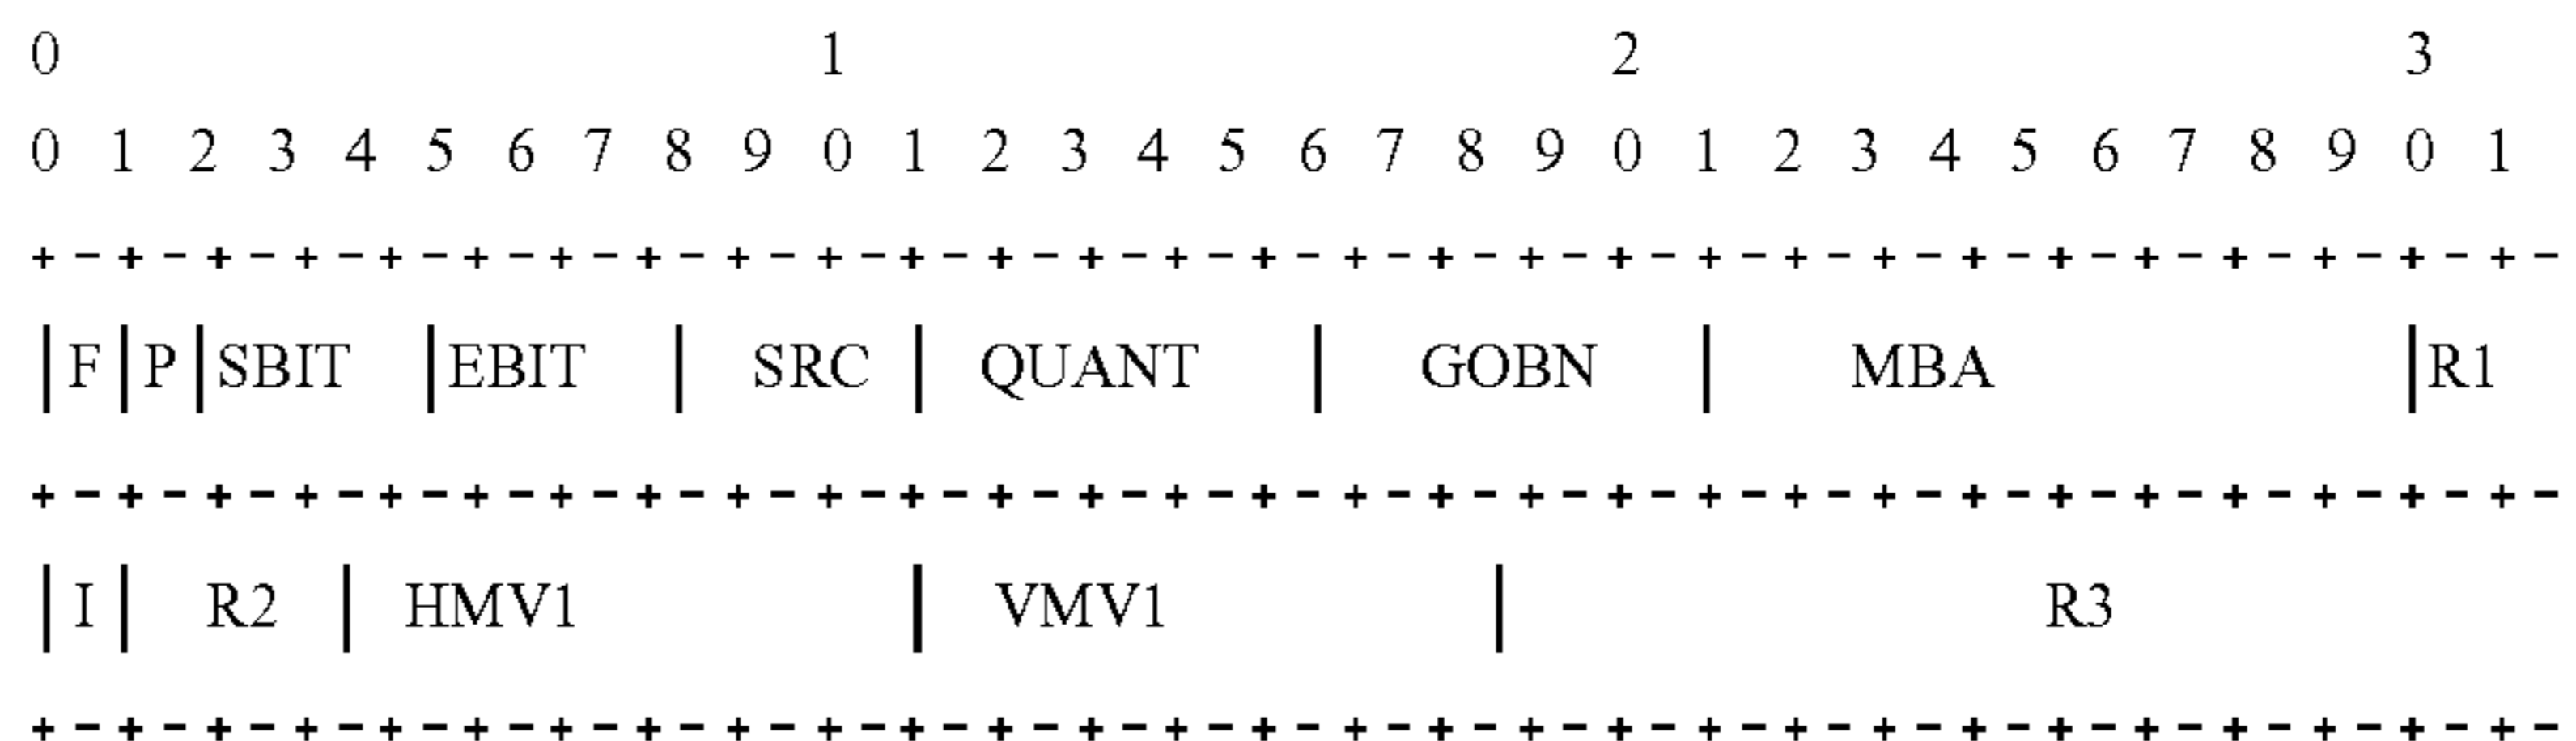 0 1 2 3
0 1 2 3 4 5 6 7 8 9 0 1 2 3 4 5 6 7 8 9 0 1 2 3 4 5 6 7 8 9 0 1
+ - + - + - + - + - + - + - + - + - + - + - + - + - + - + - + - + - + - + - + - + - + - + - + - + - + -
|F|P|SBIT |EBIT | SRC | QUANT | GOBN | MBA |R1
+ - + - + - + - + - + - + - + - + - + - + - + - + - + - + - + - + - + - + - + - + - + - + - + - + - + -
|I| R2 | HMV1 | VMV1 | R3
+ - + - + - + - + - + - + - + - + - + - + - + - + - + - + - + - + - + - + - + - + - + - + - + - + - + -